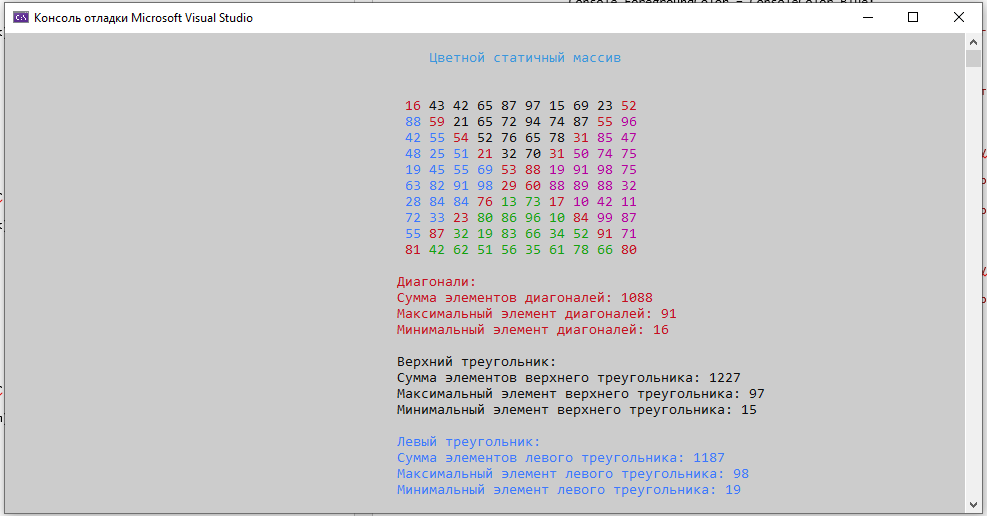 Консоль отладки Microsoft Visual Studio
Цветной статичный массив
16 43 42 65 87 97 15 69 23 52
88 59 21 65 72 94 74 87 55 96
42 55 54 52 76 65 78 31 85 47
48 25 51 21 32 70 31 50 74 75
19 45 55 69 53 88 19 91 98 75
63 82 91 98 29 60 88 89 88 32
28 84 84 76 13 73 17 10 42 11
72 33 23 80 86 96 10 84 99 87
55 87 32 19 83 66 34 52 91 71
81 42 62 51 56 35 61 78 66 80
Диагонали:
Сумма элементов диагоналей: 1088
Максимальный элемент диагоналей: 91
Минимальный элемент диагоналей: 16
Верхний треугольник:
Сумма элементов верхнего треугольника: 1227
Максимальный элемент верхнего треугольника: 97
Минимальный элемент верхнего треугольника: 15
Левый треугольник:
Сумма элементов левого треугольника: 1187
Максимальный элемент левого треугольника: 98
Минимальный элемент левого треугольника: 19